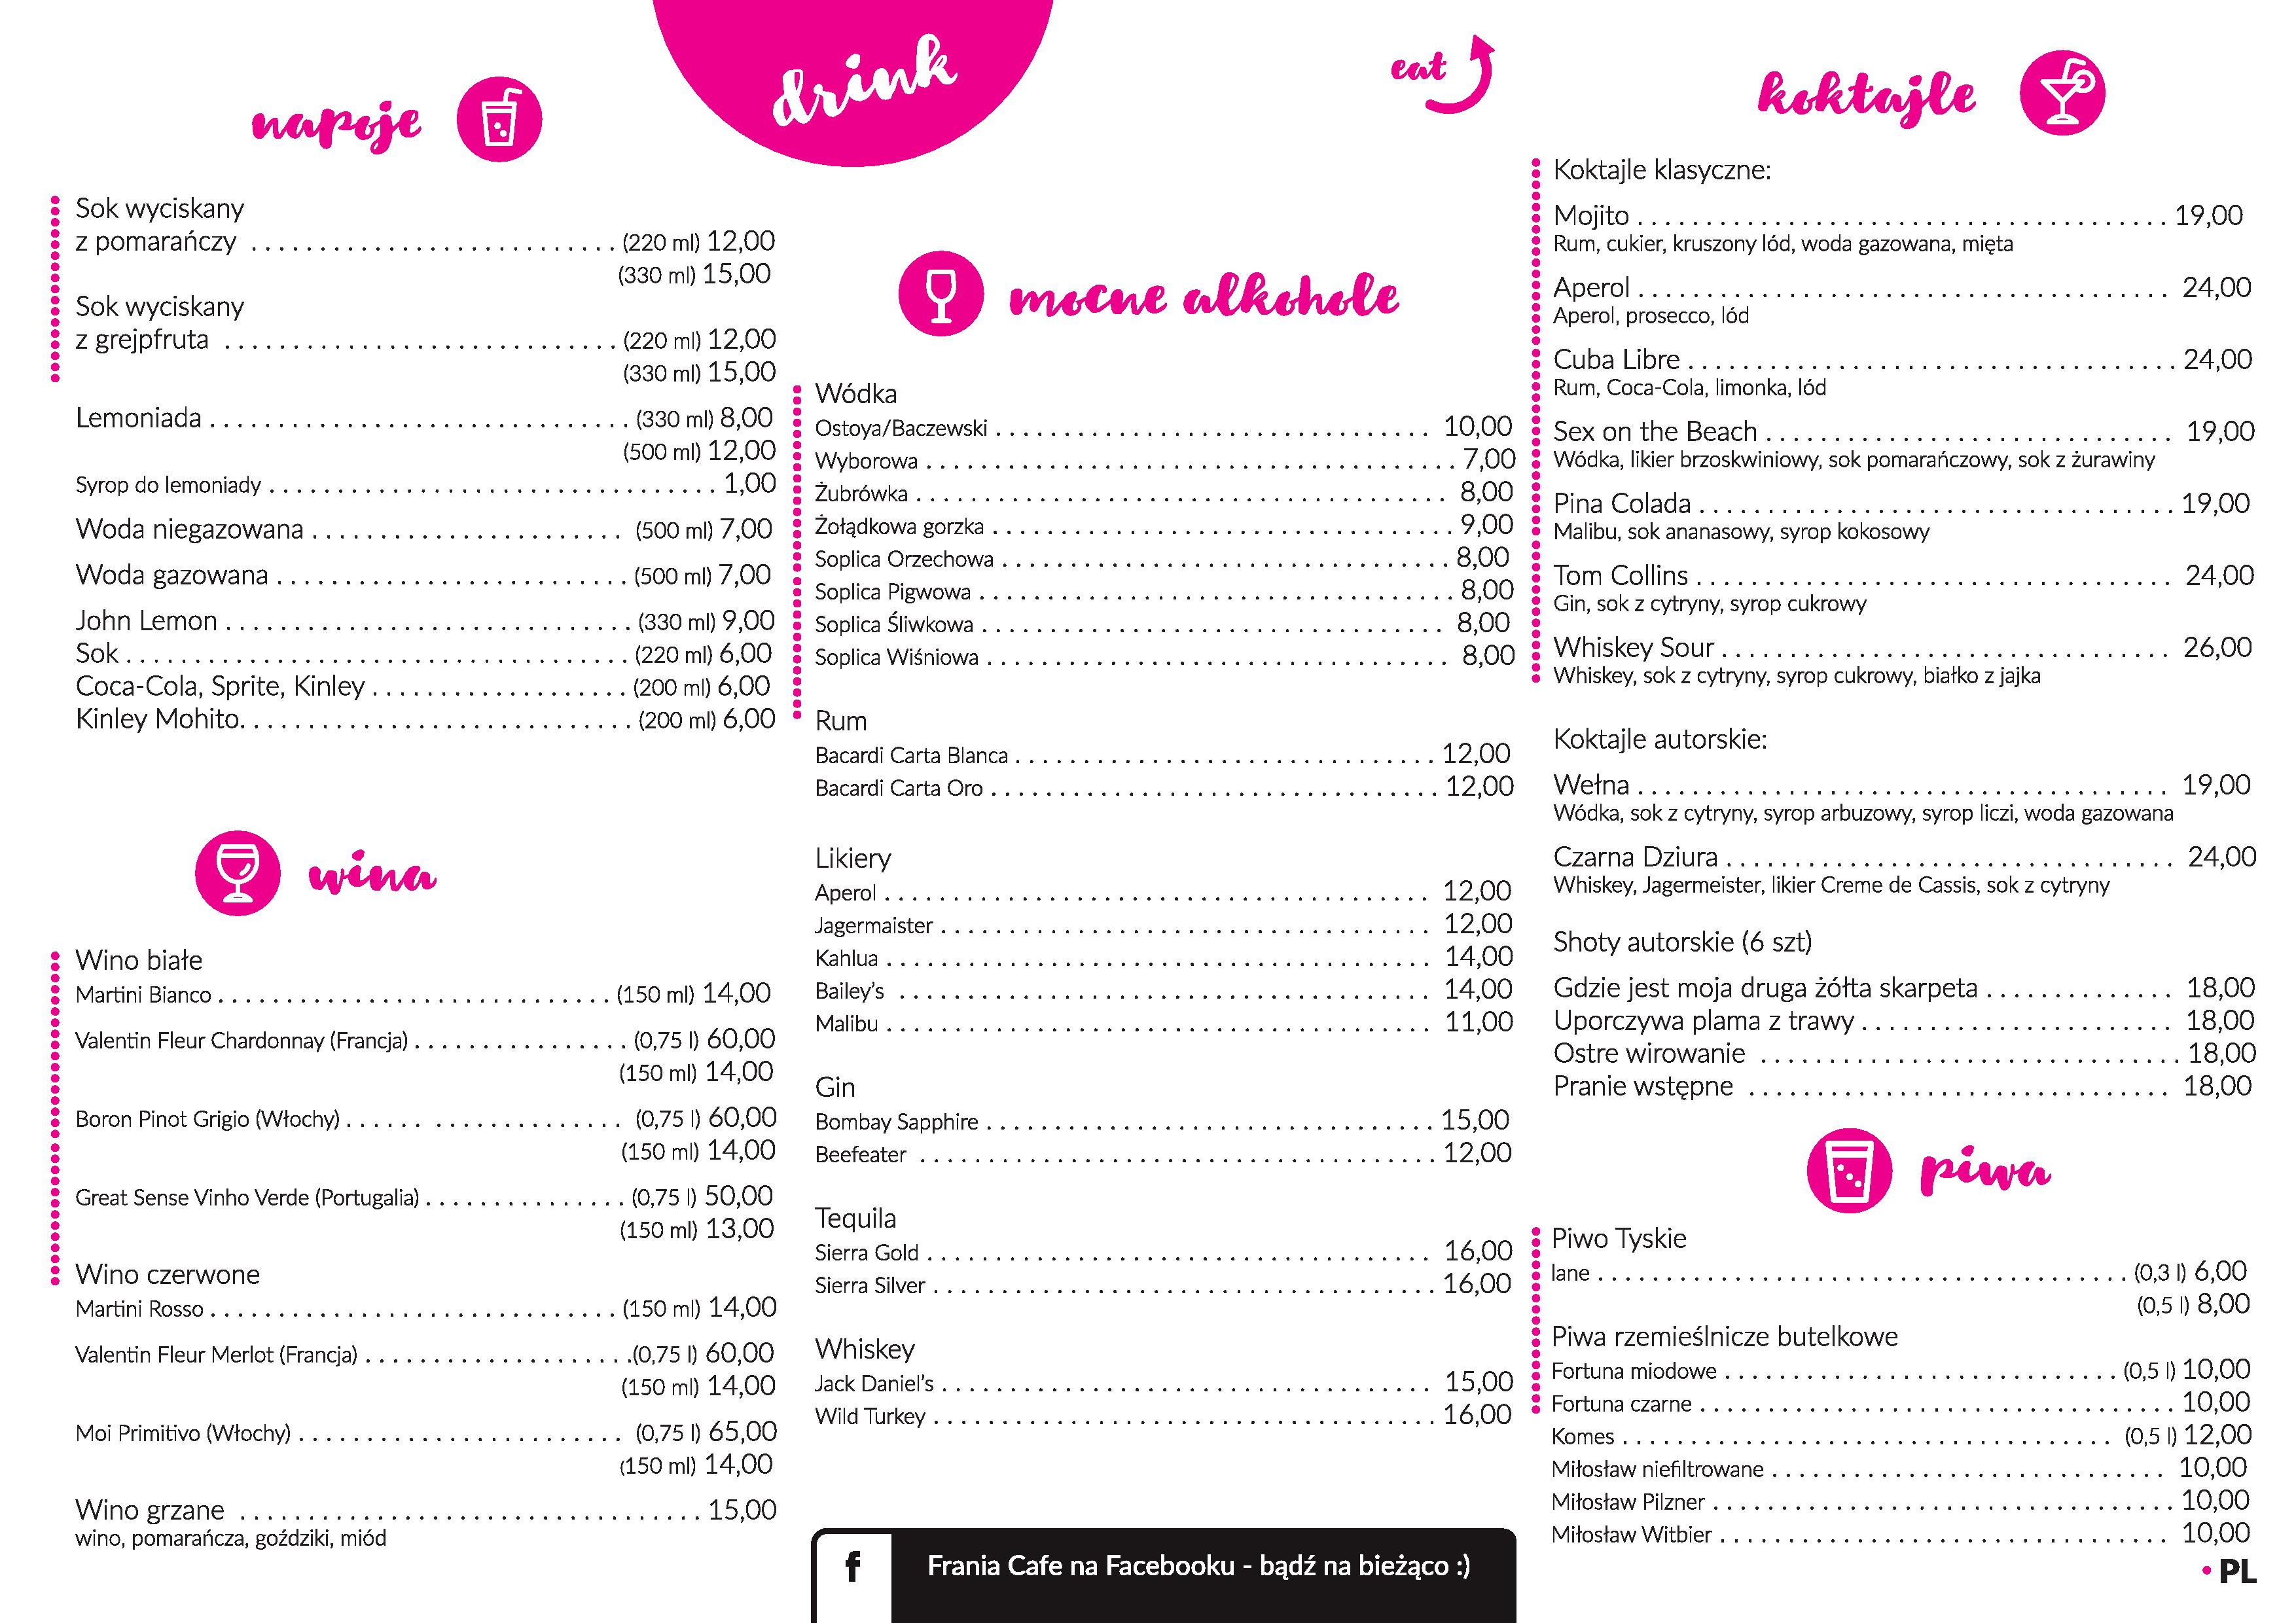 drink
eat
napoje
Sok wyciskany
z pomarańczy . . . . . . . . . . . . . . . . . . . . . . . . . . . (220 ml) 12,00
(330 ml) 15,00
Sok wyciskany
z grejpfruta . . . . . . . . . . . . . . . . . . . . . . . . . . . . . (220 ml) 12,00
(330 ml) 15,00
Lemoniada . . . . . . . . . . . . . . . . . . . . . . . . . . . . . . . (330 ml) 8,00
(500 ml) 12,00
Syrop do lemoniady . . . . . . . . . . . . . . . . . . . . . . . . . . . . . . . . . 1,00
Woda niegazowana . . . . . . . . . . . . . . . . . . . . . . . (500 ml) 7,00
Woda gazowana . . . . . . . . . . . . . . . . . . . . . . . . . . (500 ml) 7,00
John Lemon . . . . . . . . . . . . . . . . . . . . . . . . . . . . . . (330 ml) 9,00
Sok . . . . . . . . . . . . . . . . . . . . . . . . . . . . . . . . . . . . . (220 ml) 6,00
Coca-Cola, Sprite, Kinley . . . . . . . . . . . . . . . . . . . (200 ml) 6,00
Kinley Mohito. . . . . . . . . . . . . . . . . . . . . . . . . . . . . (200 ml) 6,00
wina
Wino białe
Martini Bianco . . . . . . . . . . . . . . . . . . . . . . . . . . . . . (150 ml) 14,00
Valentin Fleur Chardonnay (Francja) . . . . . . . . . . . . . . . . (0,75 l) 60,00
(150 ml) 14,00
Boron Pinot Grigio (Włochy) . . . . . . . . . . . . . . . . . . . . (0,75 l) 60,00
(150 ml) 14,00
Great Sense Vinho Verde (Portugalia) . . . . . . . . . . . . . . . (0,75 l) 50,00
(150 ml) 13,00
Wino czerwone
Martini Rosso . . . . . . . . . . . . . . . . . . . . . . . . . . . . . . (150 ml) 14,00
Valentin Fleur Merlot (Francja) . . . . . . . . . . . . . . . . . . . .(0,75 l) 60,00
(150 ml) 14,00
Moi Primitivo (Włochy) . . . . . . . . . . . . . . . . . . . . . . . . (0,75 l) 65,00
(150 ml) 14,00
Wino grzane . . . . . . . . . . . . . . . . . . . . . . . . . . . . . . . . . . 15,00
wino, pomarańcza, goździki, miód
mocne alkohole
Wódka
Ostoya/Baczewski . . . . . . . . . . . . . . . . . . . . . . . . . . . . . . . . 10,00
Wyborowa . . . . . . . . . . . . . . . . . . . . . . . . . . . . . . . . . . . . . . . 7,00
Żubrówka . . . . . . . . . . . . . . . . . . . . . . . . . . . . . . . . . . . . . . . 8,00
Żołądkowa gorzka . . . . . . . . . . . . . . . . . . . . . . . . . . . . . . . . . . 9,00
Soplica Orzechowa . . . . . . . . . . . . . . . . . . . . . . . . . . . . . . . . . 8,00
Soplica Pigwowa . . . . . . . . . . . . . . . . . . . . . . . . . . . . . . . . . . . 8,00
Soplica Śliwkowa . . . . . . . . . . . . . . . . . . . . . . . . . . . . . . . . . . 8,00
Soplica Wiśniowa . . . . . . . . . . . . . . . . . . . . . . . . . . . . . . . . . . 8,00
Rum
Bacardi Carta Blanca . . . . . . . . . . . . . . . . . . . . . . . . . . . . . . . 12,00
Bacardi Carta Oro . . . . . . . . . . . . . . . . . . . . . . . . . . . . . . . . . 12,00
Likiery
Aperol . . . . . . . . . . . . . . . . . . . . . . . . . . . . . . . . . . . . . . . . 12,00
Jagermaister . . . . . . . . . . . . . . . . . . . . . . . . . . . . . . . . . . . . 12,00
Kahlua . . . . . . . . . . . . . . . . . . . . . . . . . . . . . . . . . . . . . . . . 14,00
Bailey's . . . . . . . . . . . . . . . . . . . . . . . . . . . . . . . . . . . . . . . 14,00
Malibu . . . . . . . . . . . . . . . . . . . . . . . . . . . . . . . . . . . . . . . . 11,00
Gin
Bombay Sapphire . . . . . . . . . . . . . . . . . . . . . . . . . . . . . . . . . 15,00
Beefeater . . . . . . . . . . . . . . . . . . . . . . . . . . . . . . . . . . . . . . 12,00
Tequila
Sierra Gold . . . . . . . . . . . . . . . . . . . . . . . . . . . . . . . . . . . . . 16,00
Sierra Silver . . . . . . . . . . . . . . . . . . . . . . . . . . . . . . . . . . . . . 16,00
Whiskey
Jack Daniel's . . . . . . . . . . . . . . . . . . . . . . . . . . . . . . . . . . . . 15,00
Wild Turkey . . . . . . . . . . . . . . . . . . . . . . . . . . . . . . . . . . . . . 16,00
f Frania Cafe na Facebooku - bądź na bieżąco :)
koktajle
Koktajle klasyczne:
Mojito . . . . . . . . . . . . . . . . . . . . . . . . . . . . . . . . . . . . . . . 19,00
Rum, cukier, kruszony lód, woda gazowana, mięta
Aperol . . . . . . . . . . . . . . . . . . . . . . . . . . . . . . . . . . . . . . . 24,00
Aperol, prosecco, lód
Cuba Libre . . . . . . . . . . . . . . . . . . . . . . . . . . . . . . . . . . . . 24,00
Rum, Coca-Cola, limonka, lód
Sex on the Beach . . . . . . . . . . . . . . . . . . . . . . . . . . . . . . 19,00
Wódka, likier brzoskwiniowy, sok pomarańczowy, sok z żurawiny
Pina Colada . . . . . . . . . . . . . . . . . . . . . . . . . . . . . . . . . . . 19,00
Malibu, sok ananasowy, syrop kokosowy
Tom Collins . . . . . . . . . . . . . . . . . . . . . . . . . . . . . . . . . . . 24,00
Gin, sok z cytryny, syrop cukrowy
Whiskey Sour . . . . . . . . . . . . . . . . . . . . . . . . . . . . . . . . . 26,00
Whiskey, sok z cytryny, syrop cukrowy, białko z jajka
Koktajle autorskie:
Wełna . . . . . . . . . . . . . . . . . . . . . . . . . . . . . . . . . . . . . . . 19,00
Wódka, sok z cytryny, syrop arbuzowy, syrop liczi, woda gazowana
Czarna Dziura . . . . . . . . . . . . . . . . . . . . . . . . . . . . . . . . . 24,00
Whiskey, Jagermeister, likier Creme de Cassis, sok z cytryny
Shoty autorskie (6 szt)
Gdzie jest moja druga żółta skarpeta . . . . . . . . . . . . . . 18,00
Uporczywa plama z trawy . . . . . . . . . . . . . . . . . . . . . . . 18,00
Ostre wirowanie . . . . . . . . . . . . . . . . . . . . . . . . . . . . . . . 18,00
Pranie wstępne . . . . . . . . . . . . . . . . . . . . . . . . . . . . . . . 18,00
piwa
Piwo Tyskie
lane . . . . . . . . . . . . . . . . . . . . . . . . . . . . . . . . . . . . . . . (0,3 l) 6,00
(0,5 l) 8,00
Piwa rzemieślnicze butelkowe
Fortuna miodowe . . . . . . . . . . . . . . . . . . . . . . . . . . . . . (0,5 l) 10,00
Fortuna czarne . . . . . . . . . . . . . . . . . . . . . . . . . . . . . . . . . . . 10,00
Komes . . . . . . . . . . . . . . . . . . . . . . . . . . . . . . . . . . . . (0,5 l) 12,00
Miłosław niefiltrowane . . . . . . . . . . . . . . . . . . . . . . . . . . . . . 10,00
Miłosław Pilzner . . . . . . . . . . . . . . . . . . . . . . . . . . . . . . . . . . 10,00
Miłosław Witbier . . . . . . . . . . . . . . . . . . . . . . . . . . . . . . . . . 10,00
• PL